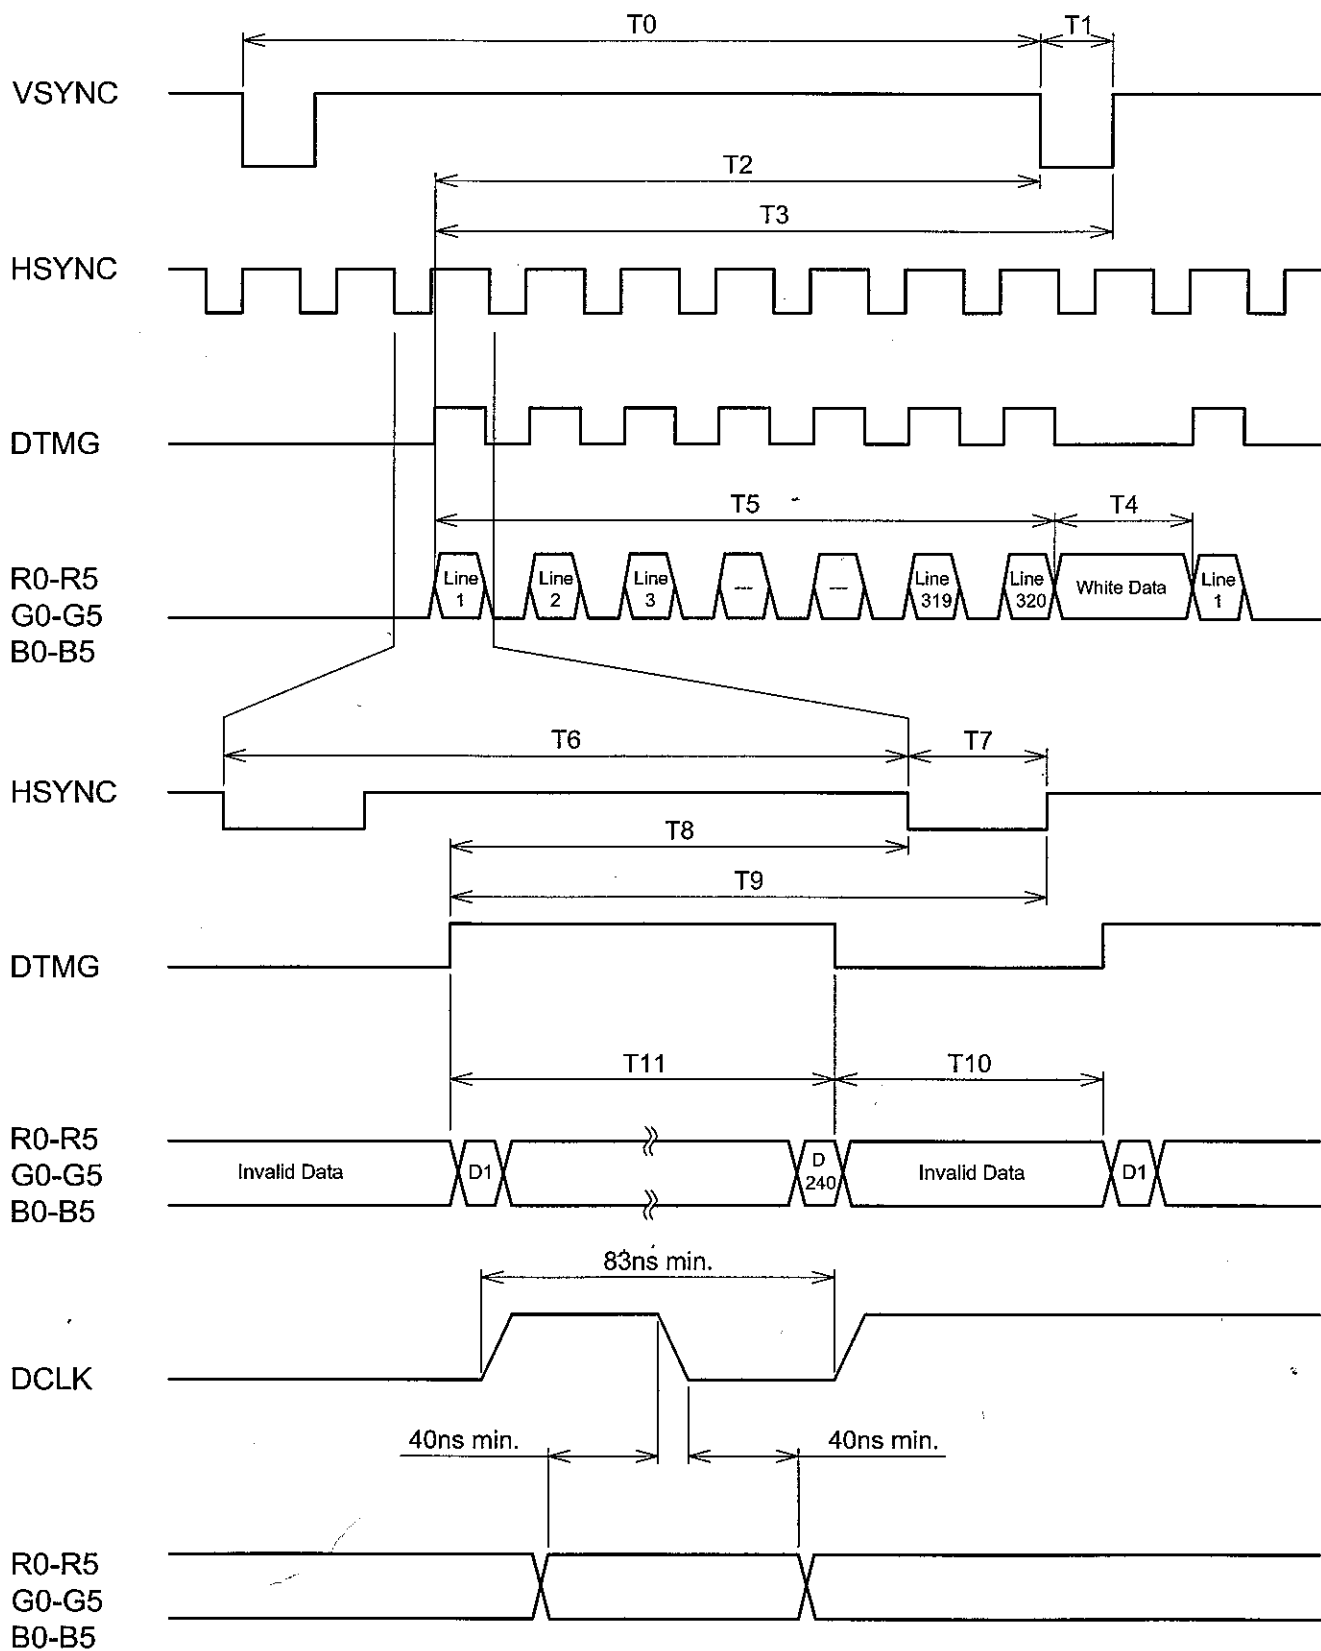 T0 T1
VSYNC
T2
T3
HSYNC
DTMG
T5 T4
R0-R5
G0-G5
B0-B5
Line
1
Line
2
Line
3
---
---
Line
319
Line
320
White Data
Line
1
T6 T7
HSYNC
T8
T9
DTMG
T11 T10
R0-R5
G0-G5
B0-B5
Invalid Data
D1
D
240
Invalid Data
D1
83ns min.
DCLK
40ns min. 40ns min.
R0-R5
G0-G5
B0-B5